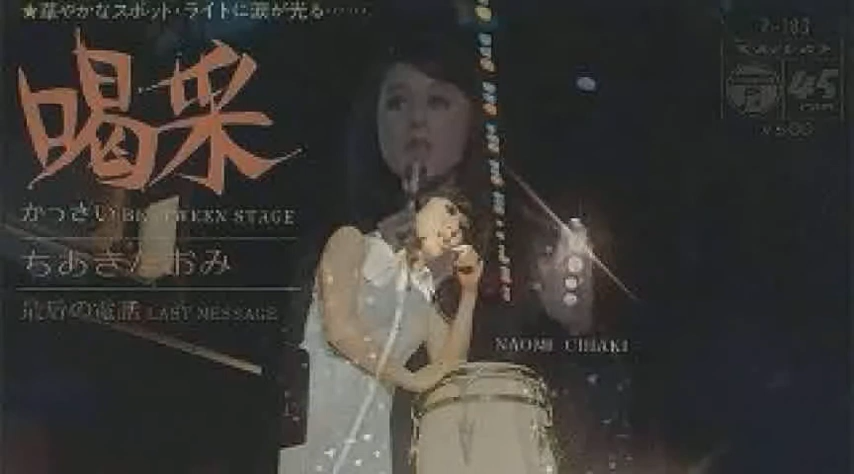 ★華やかなスポット・ライトに涙が光る……
喝采
かっさい BETWEEN STAGE
ちあきなおみ
最后の電話 LAST MESSAGE
45
¥500
NAOMI CHIAKI